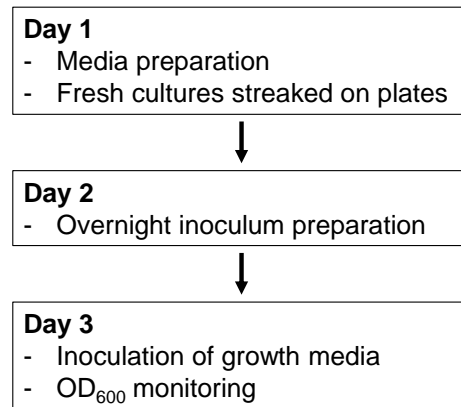 Day 1
- Media preparation
- Fresh cultures streaked on plates
Day 2
- Overnight inoculum preparation
Day 3
- Inoculation of growth media
- OD₆₀₀ monitoring